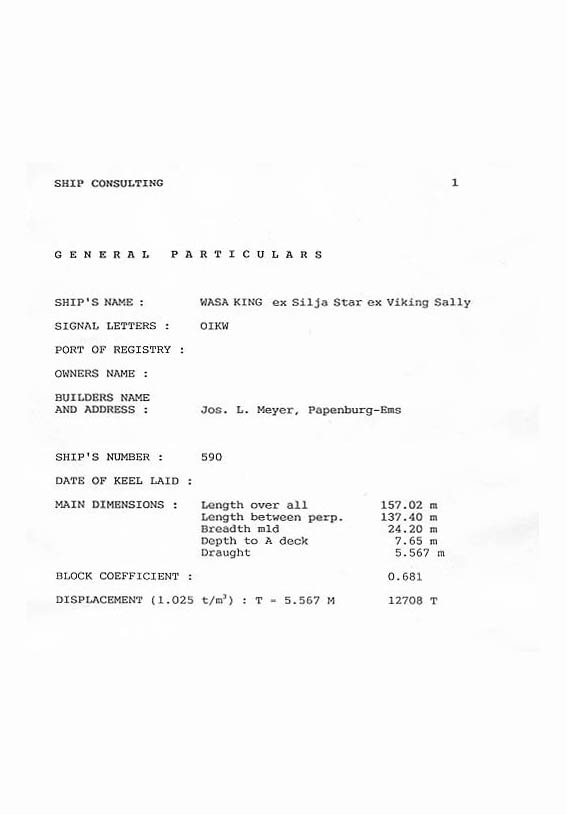 SHIP CONSULTING 1
G E N E R A L   P A R T I C U L A R S
SHIP'S NAME : WASA KING ex Silja Star ex Viking Sally
SIGNAL LETTERS : OIKW
PORT OF REGISTRY :
OWNERS NAME :
BUILDERS NAME
AND ADDRESS : Jos. L. Meyer, Papenburg-Ems
SHIP'S NUMBER : 590
DATE OF KEEL LAID :
MAIN DIMENSIONS : Length over all 157.02 m
Length between perp. 137.40 m
Breadth mld 24.20 m
Depth to A deck 7.65 m
Draught 5.567 m
BLOCK COEFFICIENT : 0.681
DISPLACEMENT (1.025 t/m³) : T = 5.567 M 12708 T